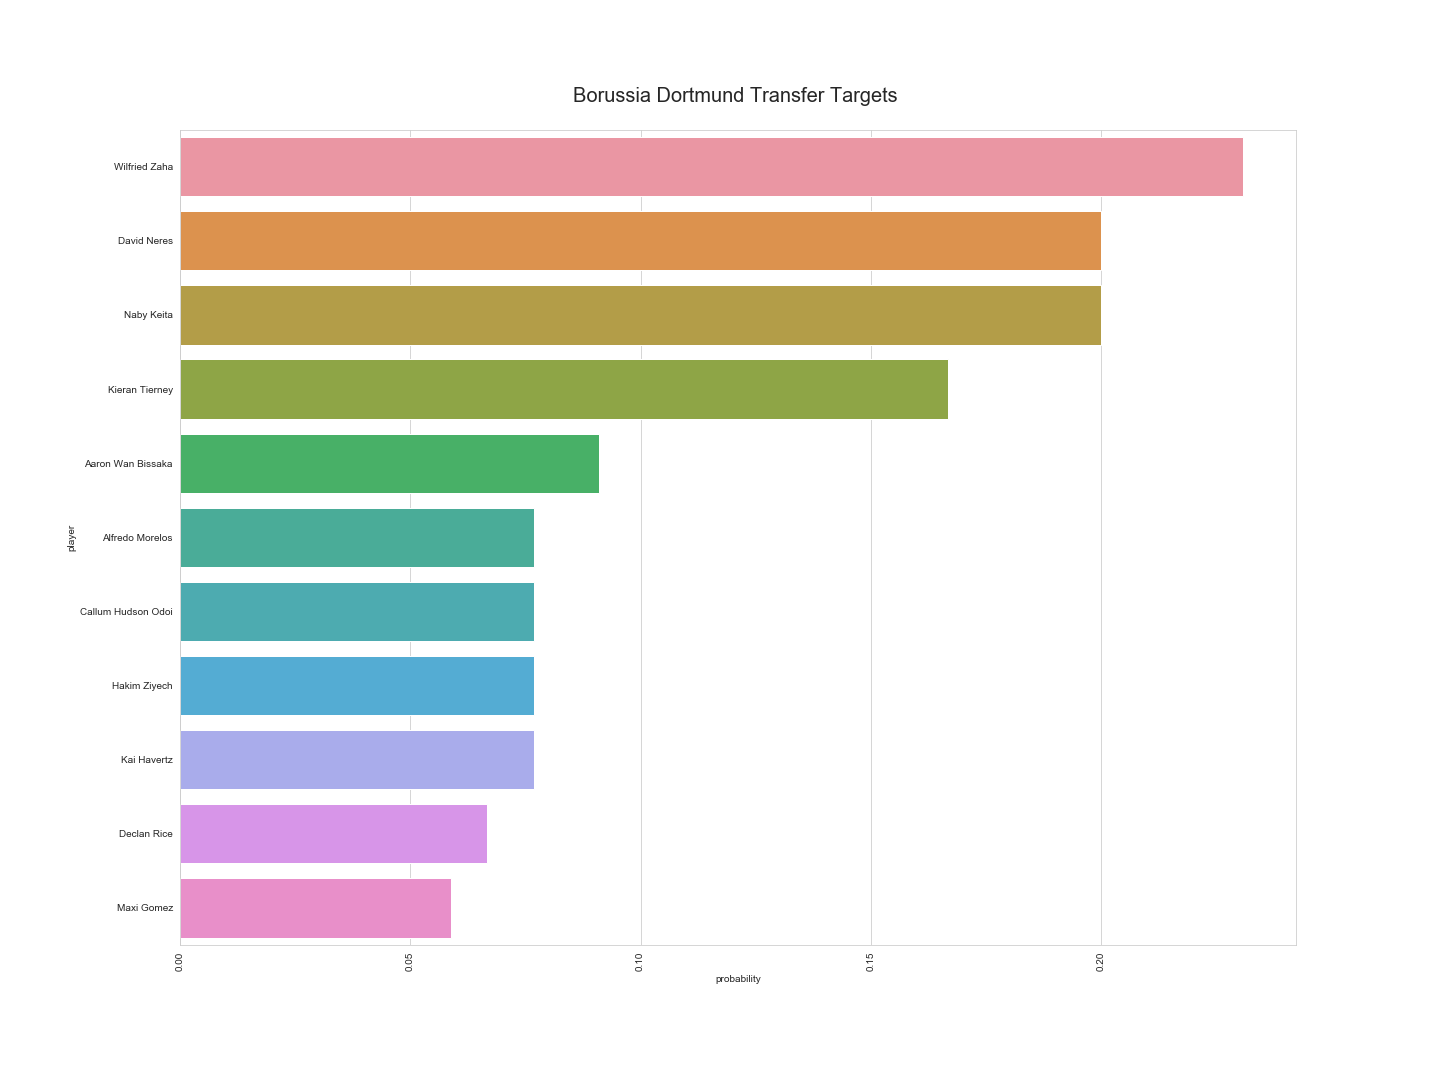 Borussia Dortmund Transfer Targets
Wilfried Zaha
David Neres
Naby Keita
Kieran Tierney
Aaron Wan Bissaka
Alfredo Morelos
Callum Hudson Odoi
Hakim Ziyech
Kai Havertz
Declan Rice
Maxi Gomez
player
0.00
0.05
0.10
0.15
0.20
probability